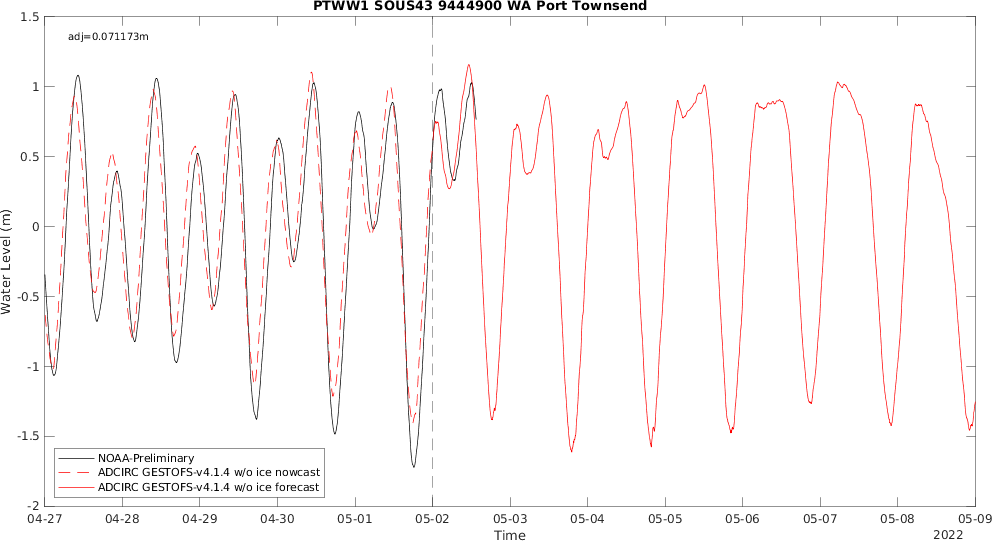 PTWW1 SOUS43 9444900 WA Port Townsend
adj=0.071173m
1.5
1
0.5
0
-0.5
-1
-1.5
-2
Water Level (m)
NOAA-Preliminary
ADCIRC GESTOFS-v4.1.4 w/o ice nowcast
ADCIRC GESTOFS-v4.1.4 w/o ice forecast
04-27 04-28 04-29 04-30 05-01 05-02 05-03 05-04 05-05 05-06 05-07 05-08 05-09
Time
2022